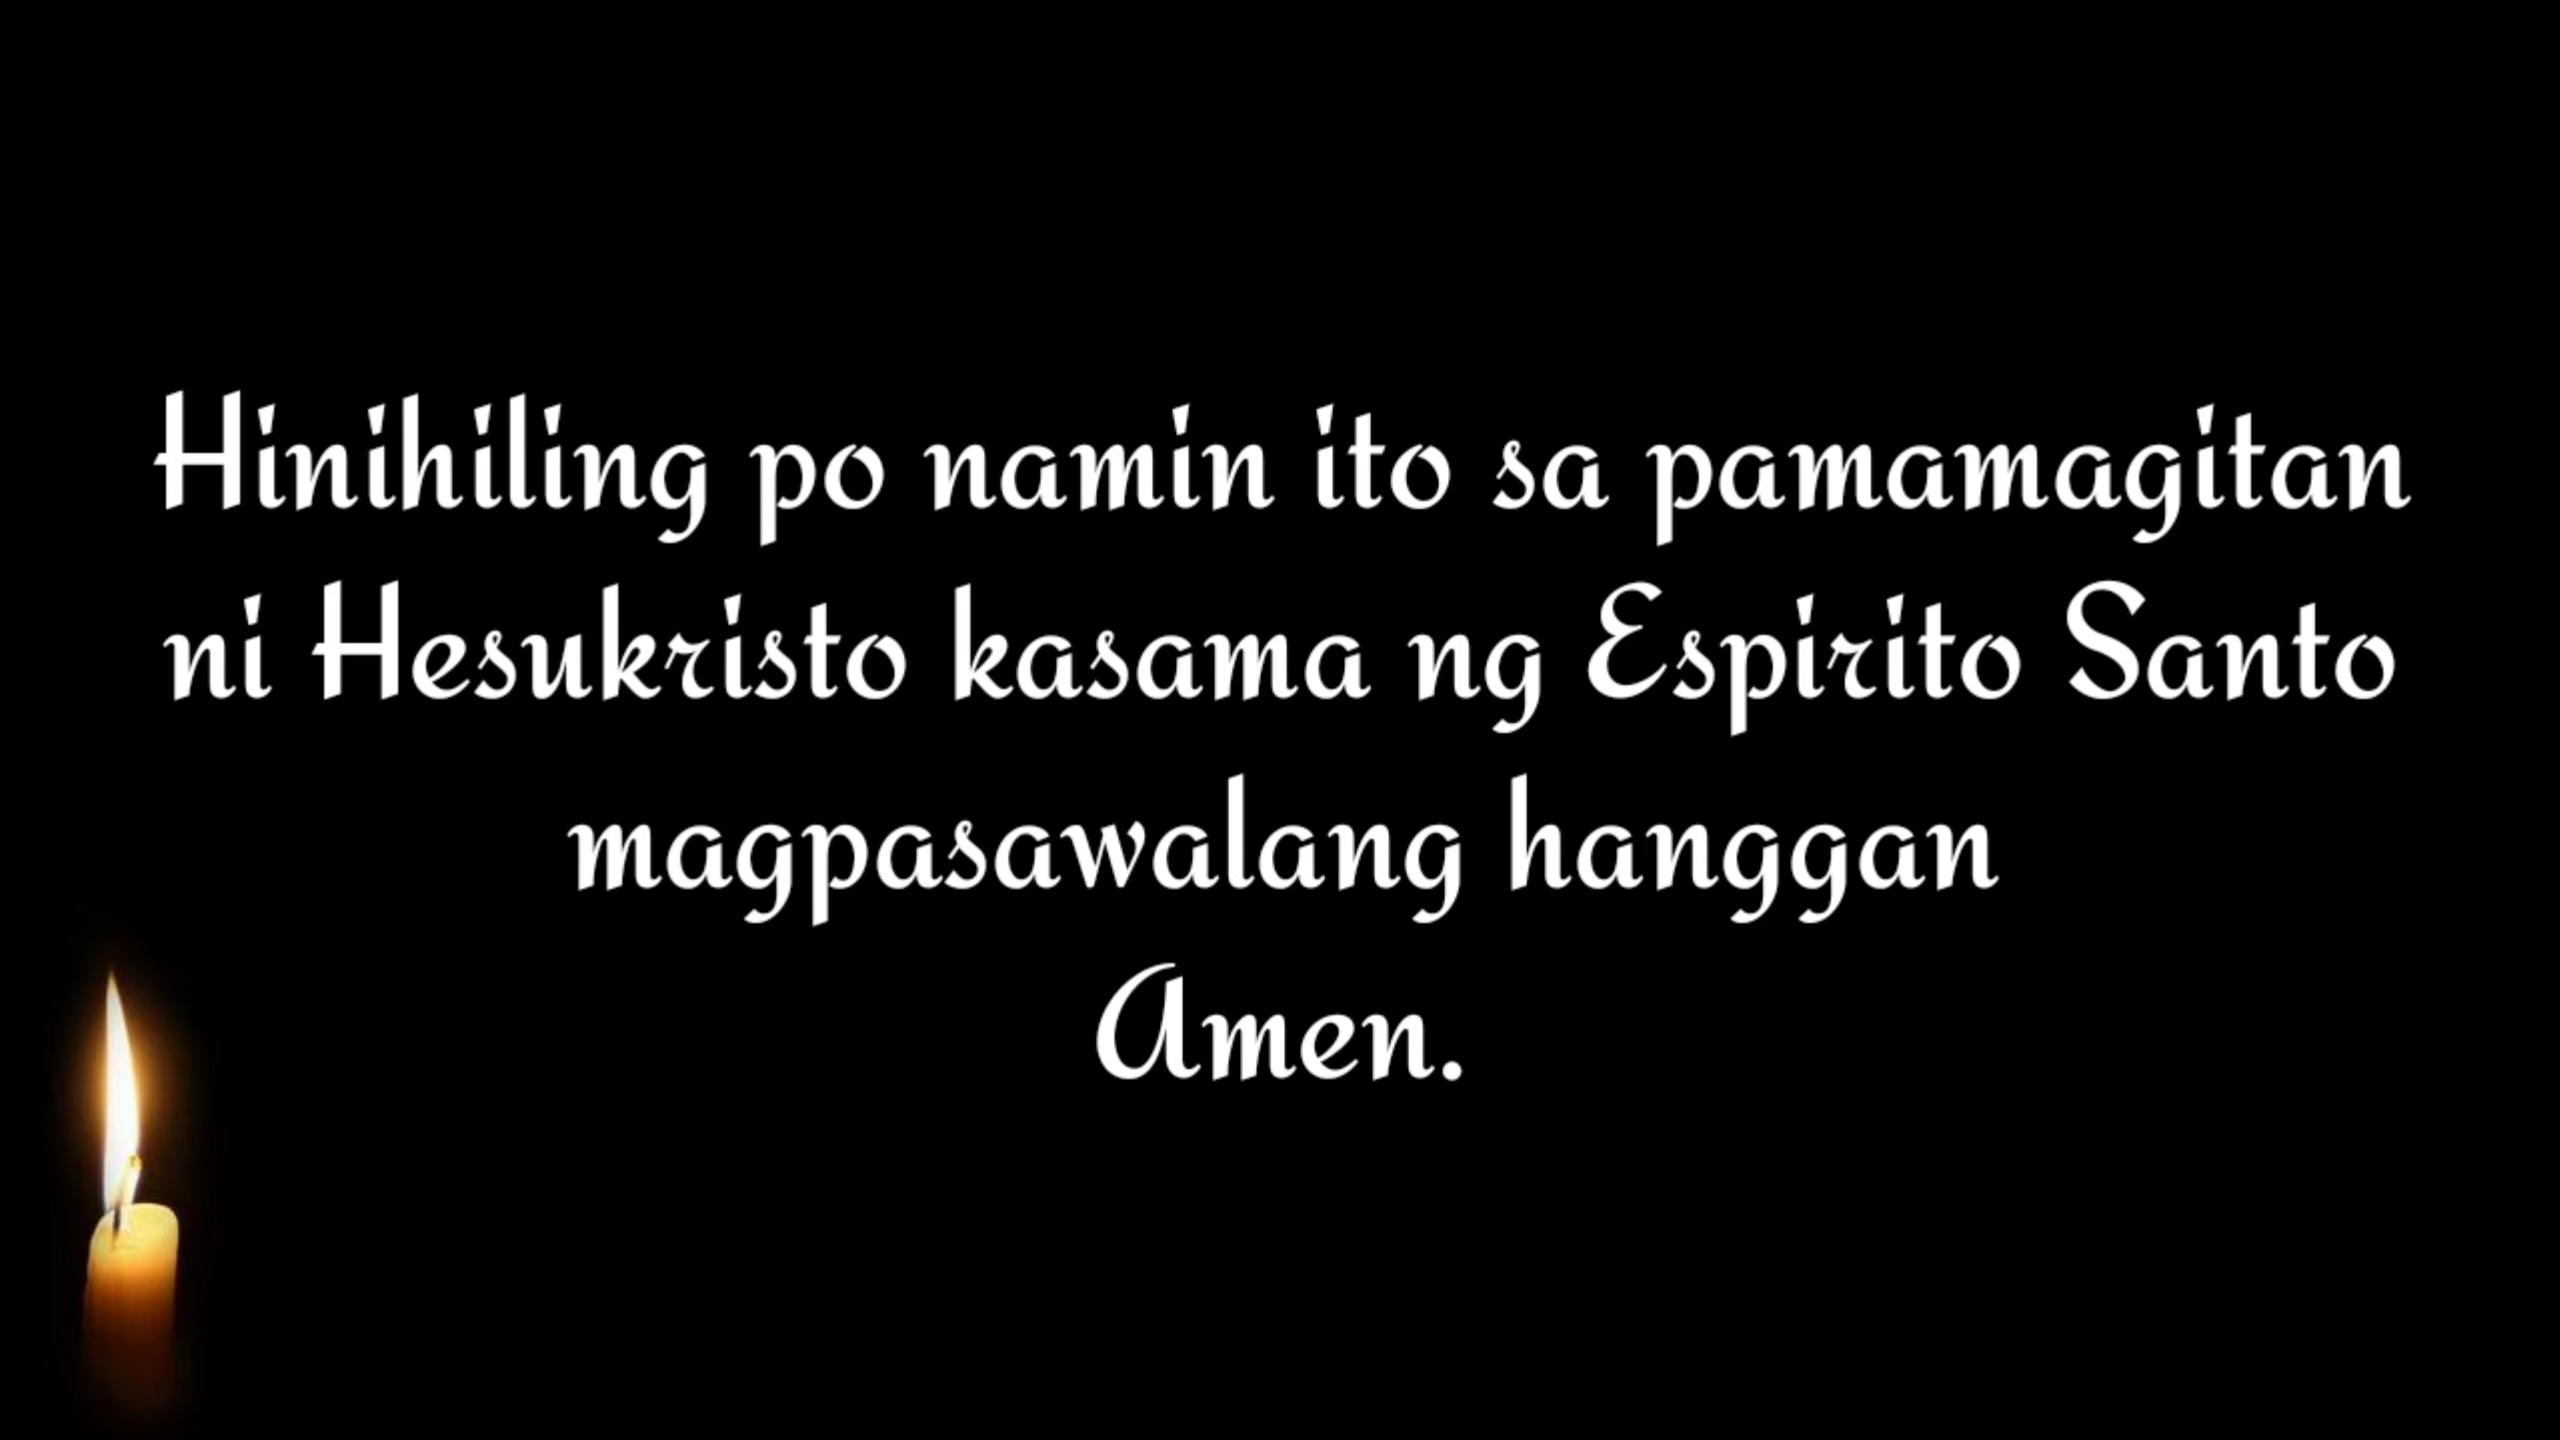 Hinihiling po namin ito sa pamamagitan
ni Hesukristo kasama ng Espirito Santo
magpasawalang hanggan
Amen.